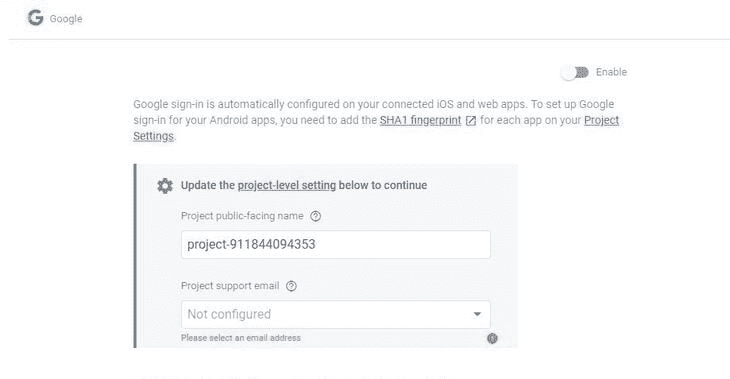 Google
Enable
Google sign-in is automatically configured on your connected iOS and web apps. To set up Google
sign-in for your Android apps, you need to add the SHA1 fingerprint for each app on your Project
Settings.
Update the project-level setting below to continue
Project public-facing name
project-911844094353
Project support email
Not configured
Please select an email address